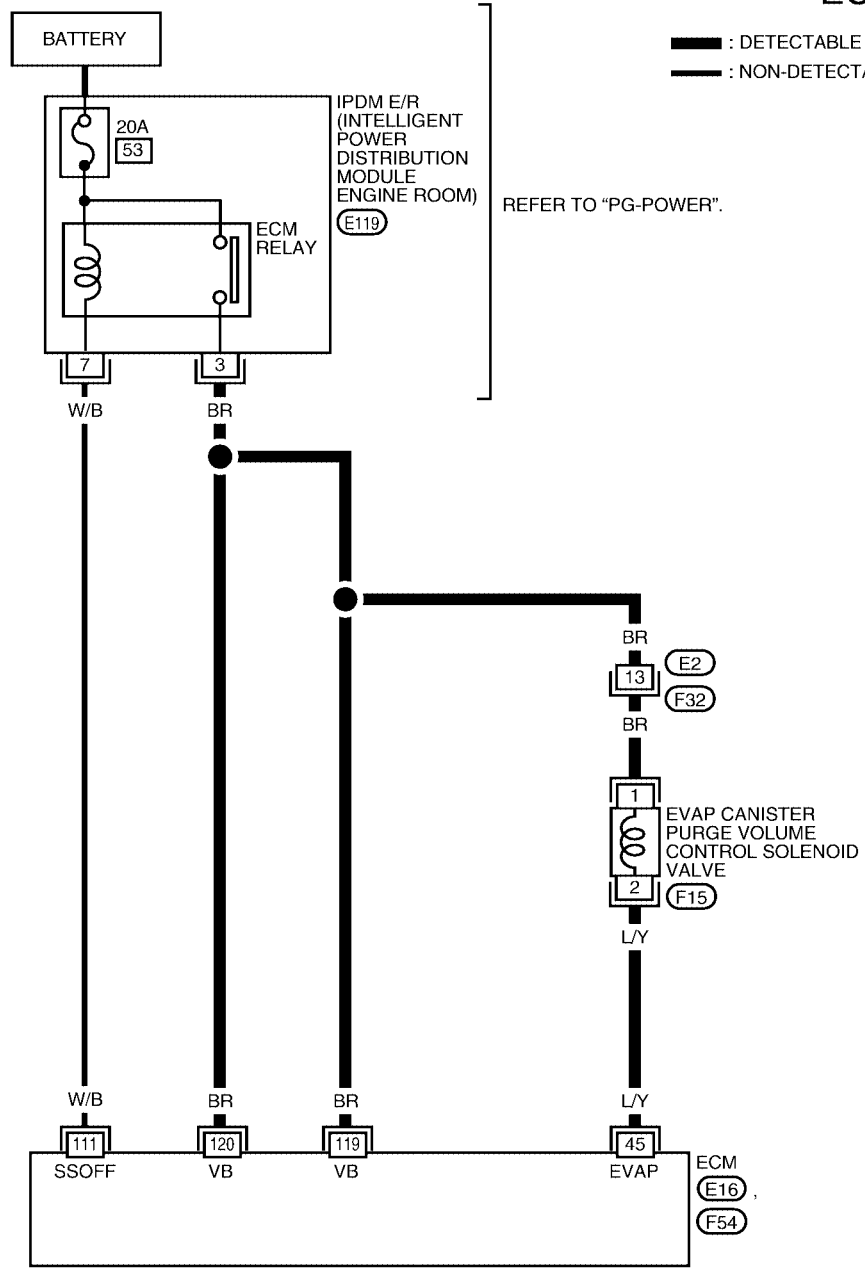 BATTERY
: DETECTABLE
20A
53
IPDM E/R
(INTELLIGENT
POWER
DISTRIBUTION
MODULE
ENGINE ROOM)
E119
REFER TO “PG-POWER”.
ECM
RELAY
7
3
W/B
BR
BR
13
E2
F32
BR
1
EVAP CANISTER
PURGE VOLUME
CONTROL SOLENOID
VALVE
2
F15
L/Y
W/B
BR
BR
L/Y
111
120
119
45
SSOFF
VB
VB
EVAP
ECM
E16 ,
F54